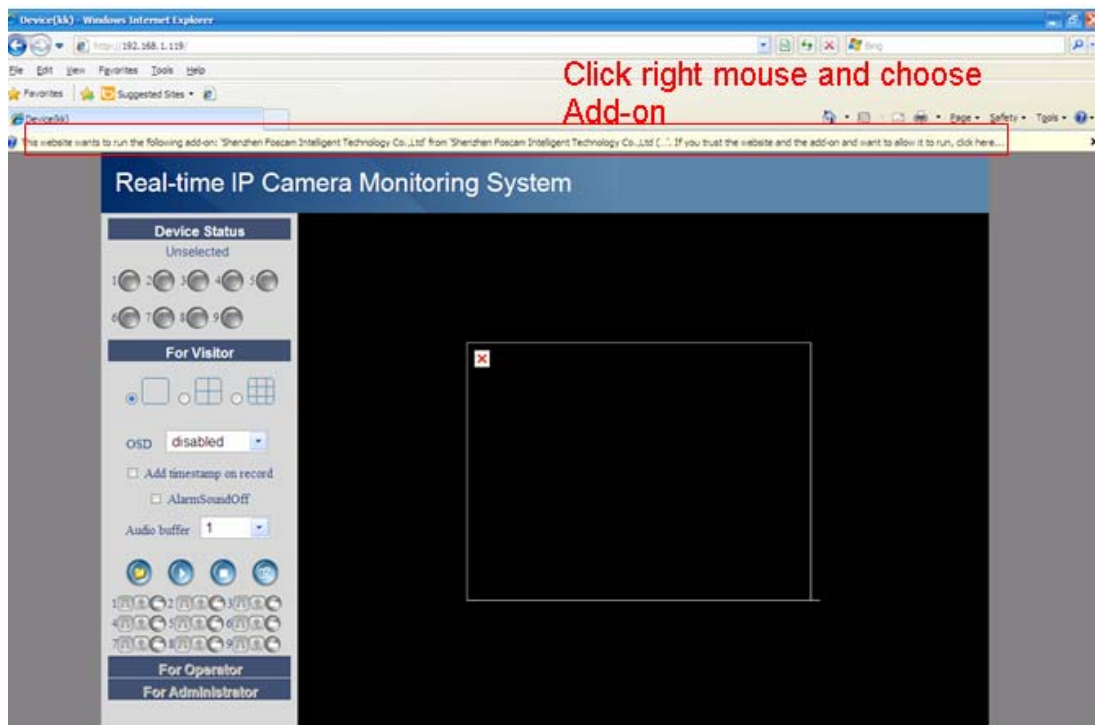 Device(kk) - Windows Internet Explorer
http://192.168.1.119/
Bing
File Edit View Favorites Tools Help
Click right mouse and choose
Add-on
Favorites Suggested Sites
Device(kk)
Page Safety Tools
This website wants to run the following add-on: 'Shenzhen Foscam Intelligent Technology Co.,Ltd' from 'Shenzhen Foscam Intelligent Technology Co.,Ltd (...'. If you trust the website and the add-on and want to allow it to run, click here...
Real-time IP Camera Monitoring System
Device Status
Unselected
1 2 3 4 5
6 7 8 9
For Visitor
OSD disabled
Add timestamp on record
AlarmSoundOff
Audio buffer 1
1 2 3
4 5 6
7 8 9
For Operator
For Administrator